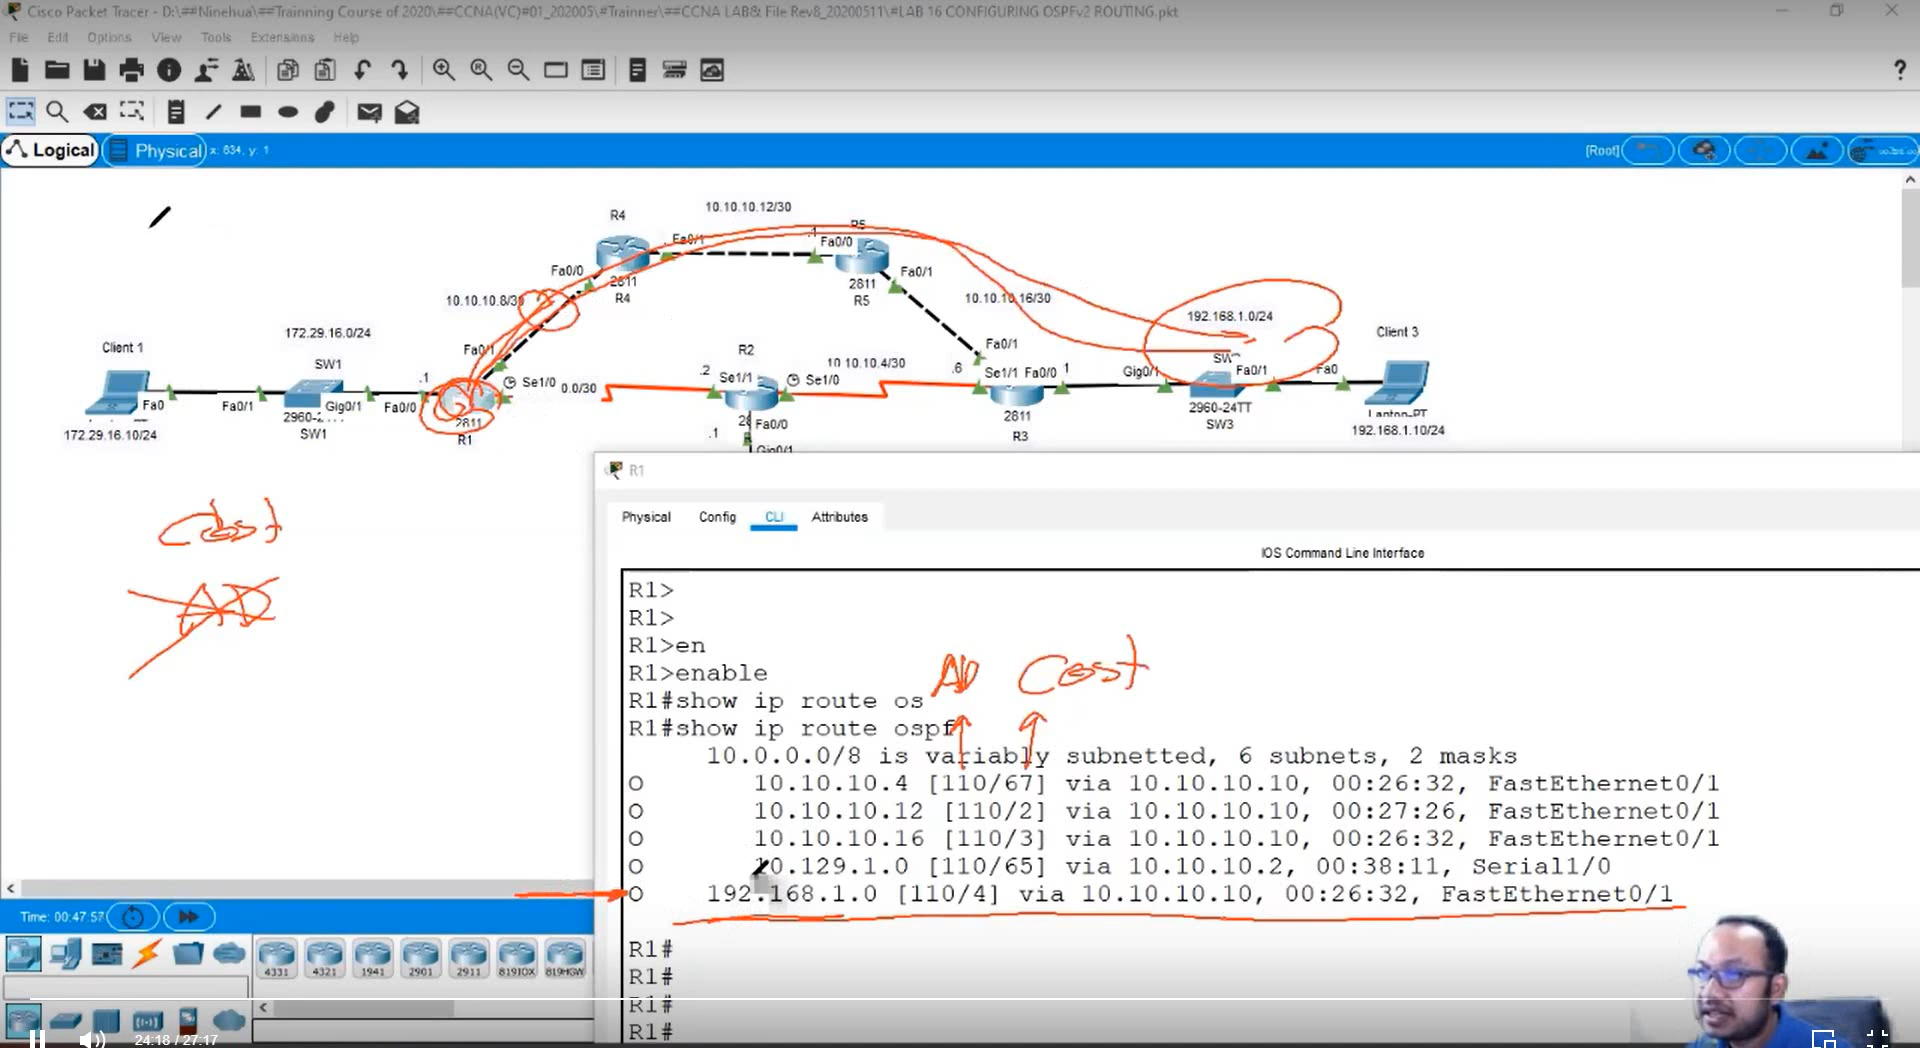 Cisco Packet Tracer - D:\##Ninehua\##Trainning Course of 2020\##CCNA(VC)#01_202005\#Trainner\##CCNA LAB& File Rev8_20200511\#LAB 16 CONFIGURING OSPFv2 ROUTING.pkt
File Edit Options View Tools Extensions Help
?
Logical Physical x: 834, y: 1 [Root]
10.10.10.12/30
R4 R5
Fa0/1 .1 Fa0/0
Fa0/0 Fa0/1
2811 2811
R4 R5
10.10.10.8/30 10.10.10.16/30
192.168.1.0/24
172.29.16.0/24 Client 3
Client 1 SW1 Fa0/1 R2 Fa0/1
.1 Se1/0 0.0/30 .2 Se1/1 Se1/0 10 10.10.4/30 .6 Se1/1 Fa0/0 1 Gig0/1 Fa0/1 Fa0
Fa0 Fa0/1 2960- Gig0/1 Fa0/0 2811 2811 2960-24TT Laptop-PT
172.29.16.10/24 SW1 R1 .1 Fa0/0 R3 SW3 192.168.1.10/24
Gig0/1
Cost
AD
R1
Physical Config CLI Attributes
IOS Command Line Interface
R1>
R1>
R1>en
R1>enable
AD Cost
R1#show ip route os
R1#show ip route ospf
10.0.0.0/8 is variably subnetted, 6 subnets, 2 masks
O 10.10.10.4 [110/67] via 10.10.10.10, 00:26:32, FastEthernet0/1
O 10.10.10.12 [110/2] via 10.10.10.10, 00:27:26, FastEthernet0/1
O 10.10.10.16 [110/3] via 10.10.10.10, 00:26:32, FastEthernet0/1
O 10.129.1.0 [110/65] via 10.10.10.2, 00:38:11, Serial1/0
O 192.168.1.0 [110/4] via 10.10.10.10, 00:26:32, FastEthernet0/1
R1#
R1#
R1#
R1#
Time: 00:47:57
4331 4321 1941 2901 2911 819IOX 819HGW
24:18 / 27:17